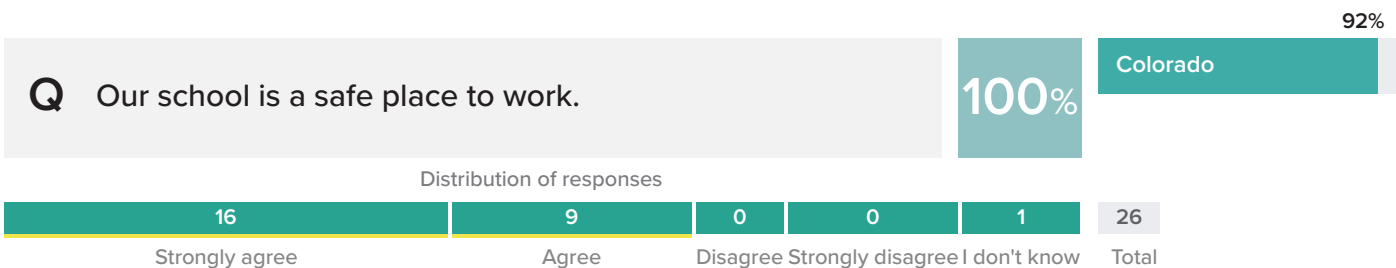 92%
Q Our school is a safe place to work.
100%
Colorado
Distribution of responses
16 9 0 0 1 26
Strongly agree Agree Disagree Strongly disagree I don't know Total